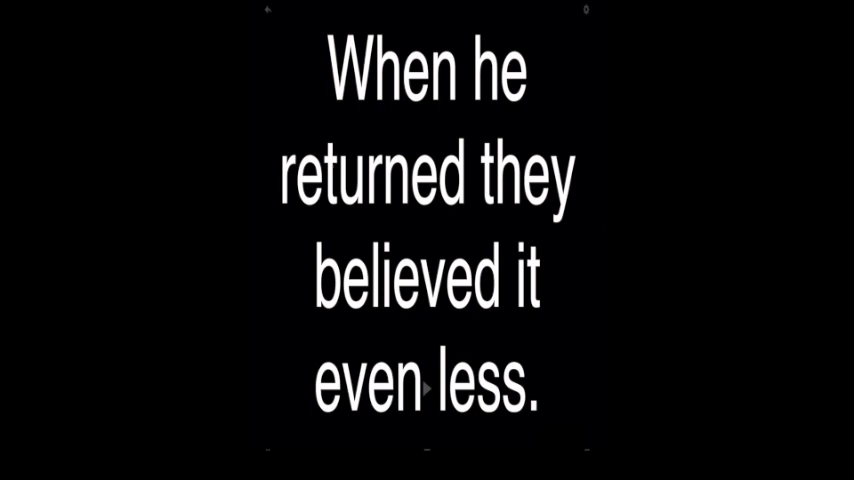 When he
returned they
believed it
even less.